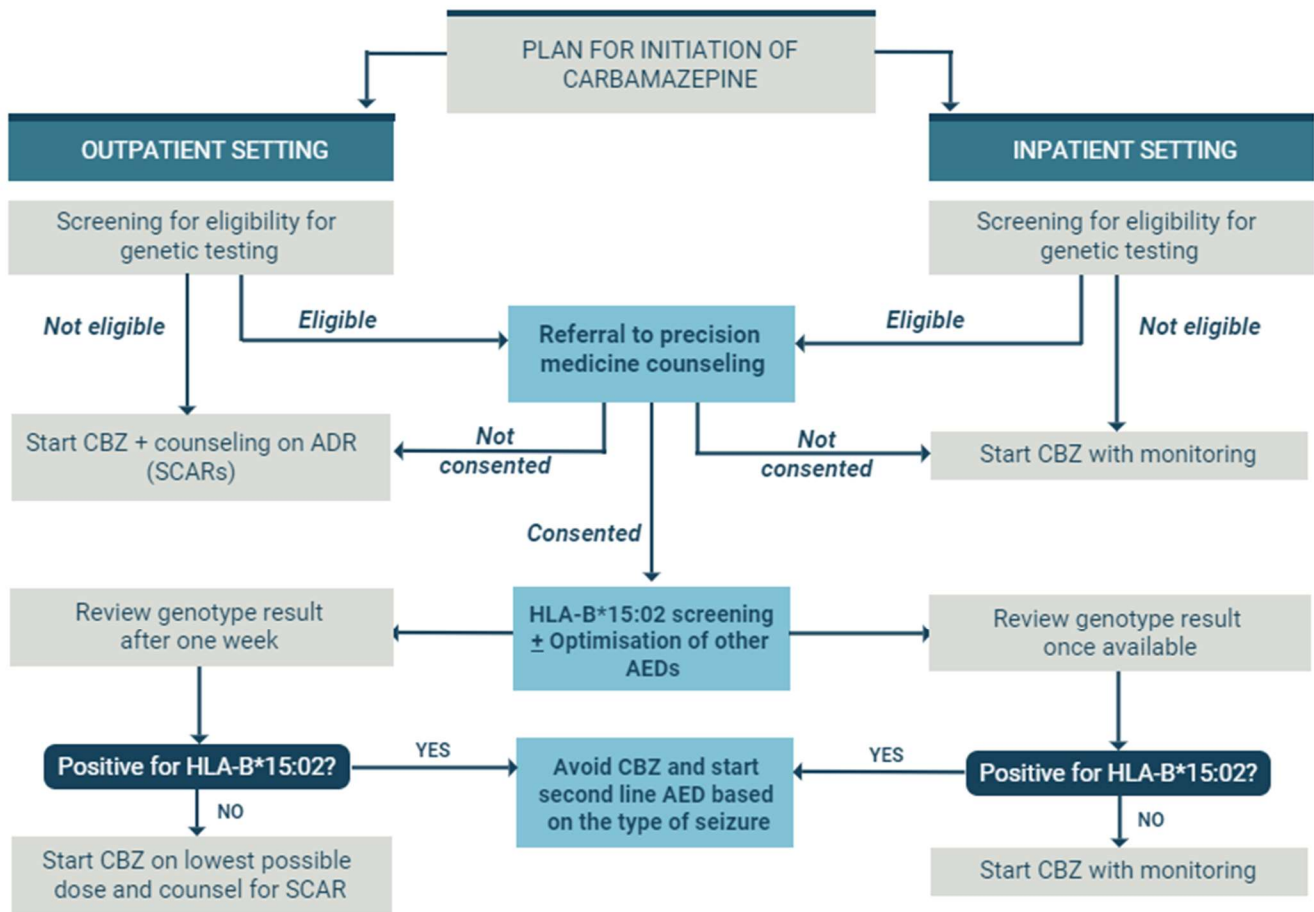 PLAN FOR INITIATION OF
CARBAMAZEPINE
OUTPATIENT SETTING
INPATIENT SETTING
Screening for eligibility for
genetic testing
Screening for eligibility for
genetic testing
Not eligible
Eligible
Referral to precision
medicine counseling
Eligible
Not eligible
Start CBZ + counseling on ADR
(SCARs)
Not
consented
Not
consented
Start CBZ with monitoring
Consented
Review genotype result
after one week
HLA-B*15:02 screening
± Optimisation of other
AEDs
Review genotype result
once available
Positive for HLA-B*15:02?
YES
Avoid CBZ and start
second line AED based
on the type of seizure
YES
Positive for HLA-B*15:02?
NO
NO
Start CBZ on lowest possible
dose and counsel for SCAR
Start CBZ with monitoring